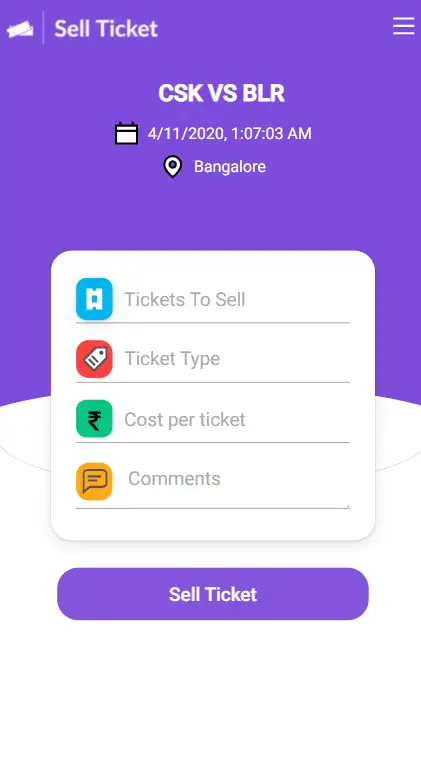 Sell Ticket
CSK VS BLR
4/11/2020, 1:07:03 AM
Bangalore
Tickets To Sell
Ticket Type
₹ Cost per ticket
Comments
Sell Ticket